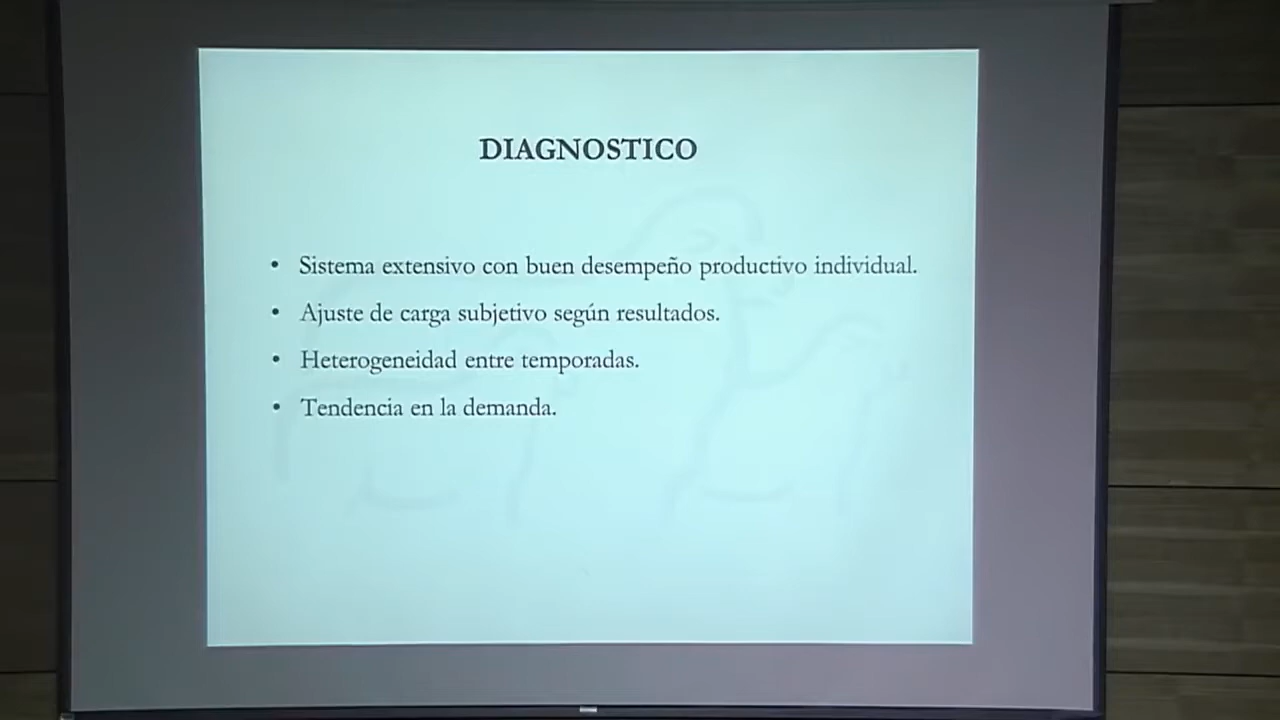 DIAGNOSTICO
• Sistema extensivo con buen desempeño productivo individual.
• Ajuste de carga subjetivo según resultados.
• Heterogeneidad entre temporadas.
• Tendencia en la demanda.